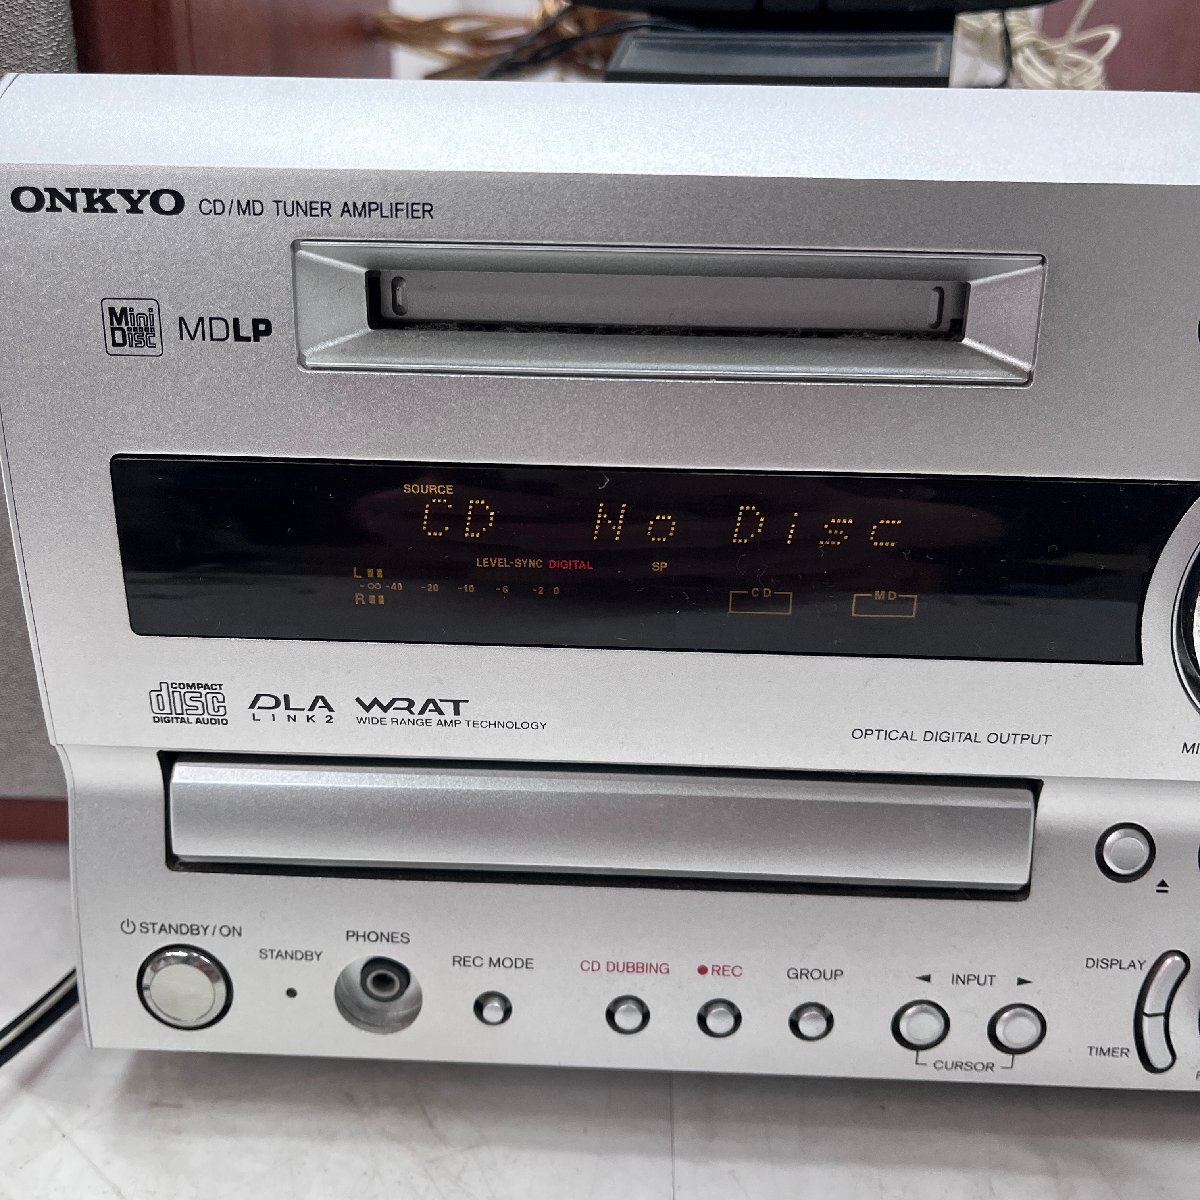 ONKYO CD/MD TUNER AMPLIFIER
Mini Disc MDLP
SOURCE
CD No Disc
LEVEL-SYNC DIGITAL SP
L
-∞ -40 -20 -10 -6 -2 0
R
CD MD
COMPACT disc DIGITAL AUDIO
DLA LINK2
WRAT
WIDE RANGE AMP TECHNOLOGY
OPTICAL DIGITAL OUTPUT
STANDBY/ON
STANDBY
PHONES
REC MODE
CD DUBBING
●REC
GROUP
◄ INPUT ►
CURSOR
DISPLAY
TIMER